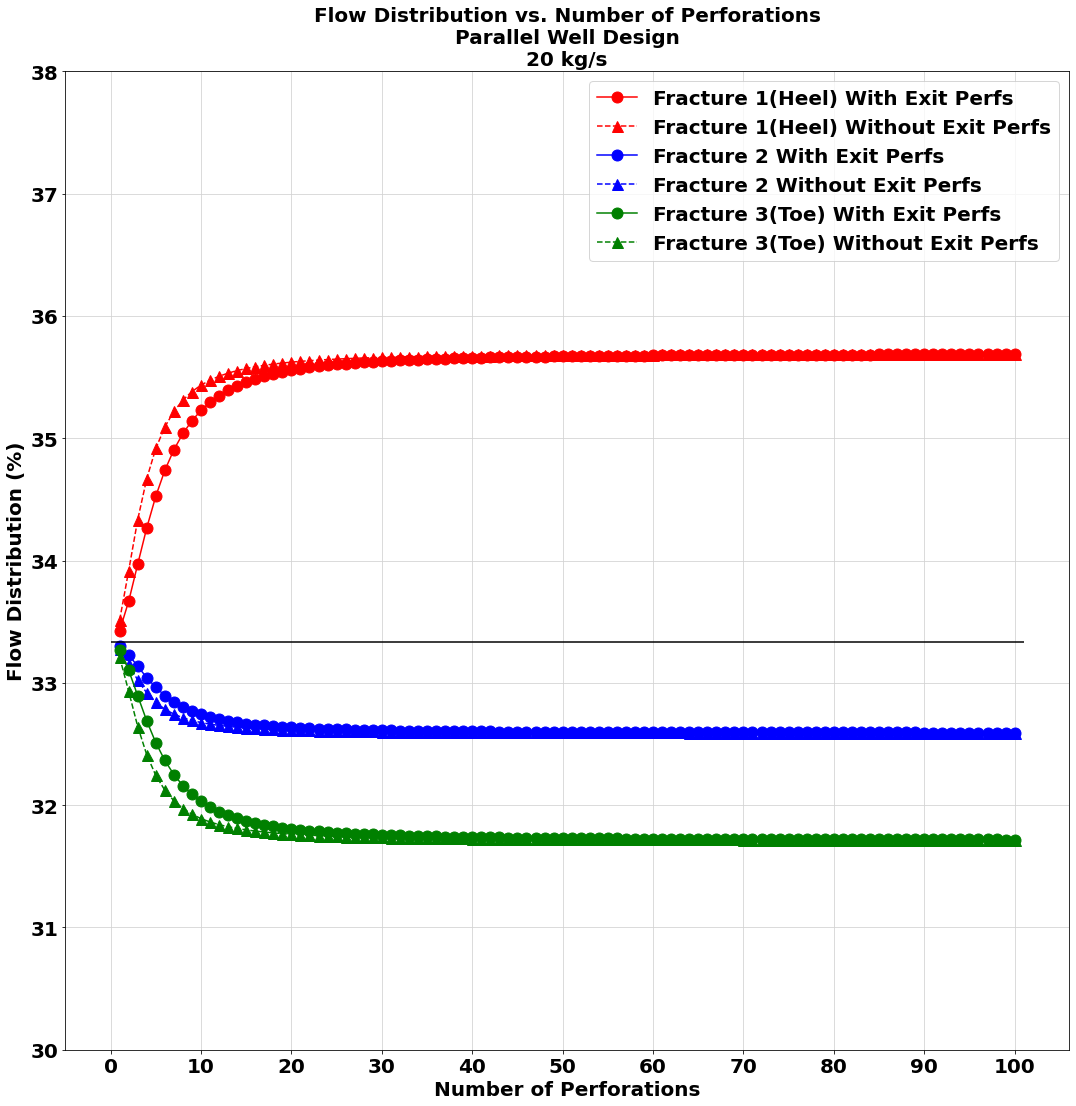 Flow Distribution vs. Number of Perforations
Parallel Well Design
20 kg/s
38
37
36
35
34
33
32
31
30
Flow Distribution (%)
Fracture 1(Heel) With Exit Perfs
Fracture 1(Heel) Without Exit Perfs
Fracture 2 With Exit Perfs
Fracture 2 Without Exit Perfs
Fracture 3(Toe) With Exit Perfs
Fracture 3(Toe) Without Exit Perfs
0 10 20 30 40 50 60 70 80 90 100
Number of Perforations